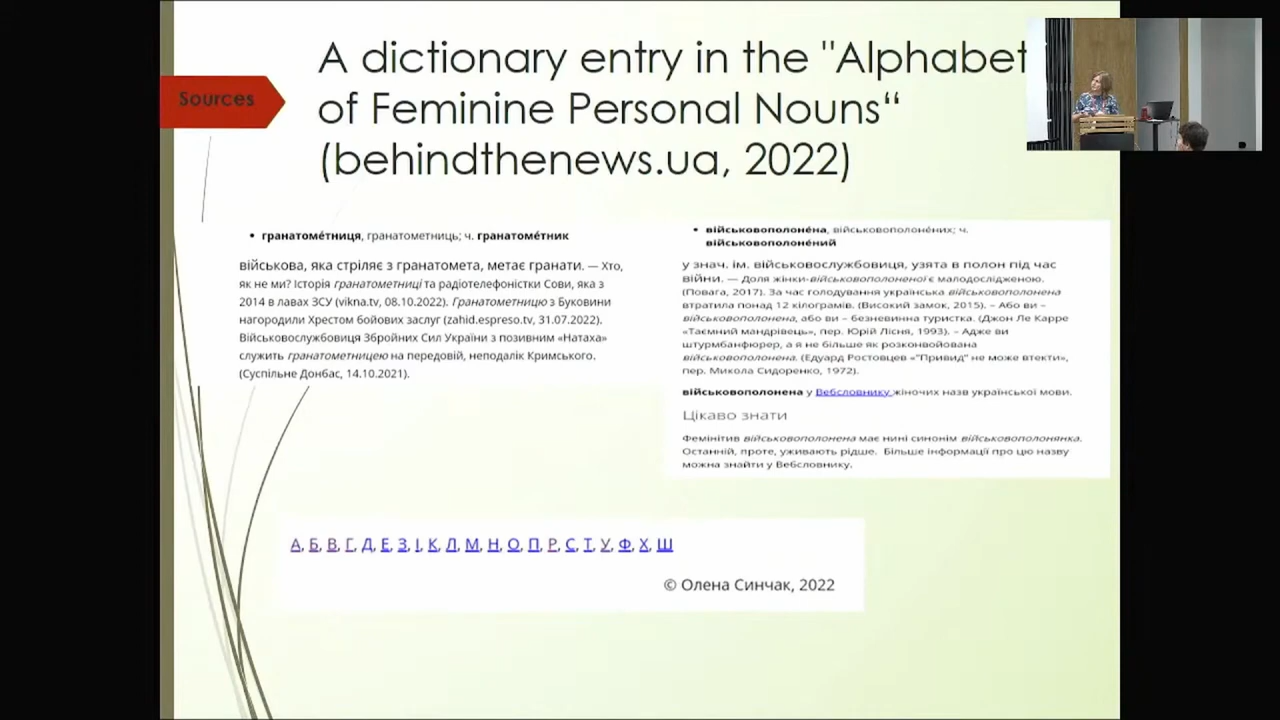 A dictionary entry in the "Alphabet
of Feminine Personal Nouns“
(behindthenews.ua, 2022)
Sources
• гранатоме́тниця, гранатометниць; ч. гранатоме́тник
військова, яка стріляє з гранатомета, метає гранати. — Хто,
як не ми? Історія гранатометниці та радіотелефоністки Сови, яка з
2014 в лавах ЗСУ (vikna.tv, 08.10.2022). Гранатометницю з Буковини
нагородили Хрестом бойових заслуг (zahid.espreso.tv, 31.07.2022).
Військовослужбовиця Збройних Сил України з позивним «Натаха»
служить гранатометницею на передовій, неподалік Кримського.
(Суспільне Донбас, 14.10.2021).
• військовополоне́на, військовополоне́них; ч.
військовополоне́ний
у знач. ім. військовослужбовиця, узята в полон під час
війни. — Доля жінки-військовополоненої є малодослідженою.
(Повага, 2017). За час голодування українська військовополонена
втратила понад 12 кілограмів. (Високий замок, 2015). – Або ви –
військовополонена, або ви – безневинна туристка. (Джон Ле Карре
«Таємний мандрівець», пер. Юрій Лісня, 1993). – Адже ви
штурмбанфюрер, а я не більше як розконвойована
військовополонена. (Едуард Ростовцев «"Привид" не може втекти»,
пер. Микола Сидоренко, 1972).
військовополонена у Вебсловнику жіночих назв української мови.
Цікаво знати
Фемінітив військовополонена має нині синонім військовополонянка.
Останній, проте, уживають рідше. Більше інформації про цю назву
можна знайти у Вебсловнику.
А, Б, В, Г, Д, Е, З, І, К, Л, М, Н, О, П, Р, С, Т, У, Ф, Х, Ш
© Олена Синчак, 2022